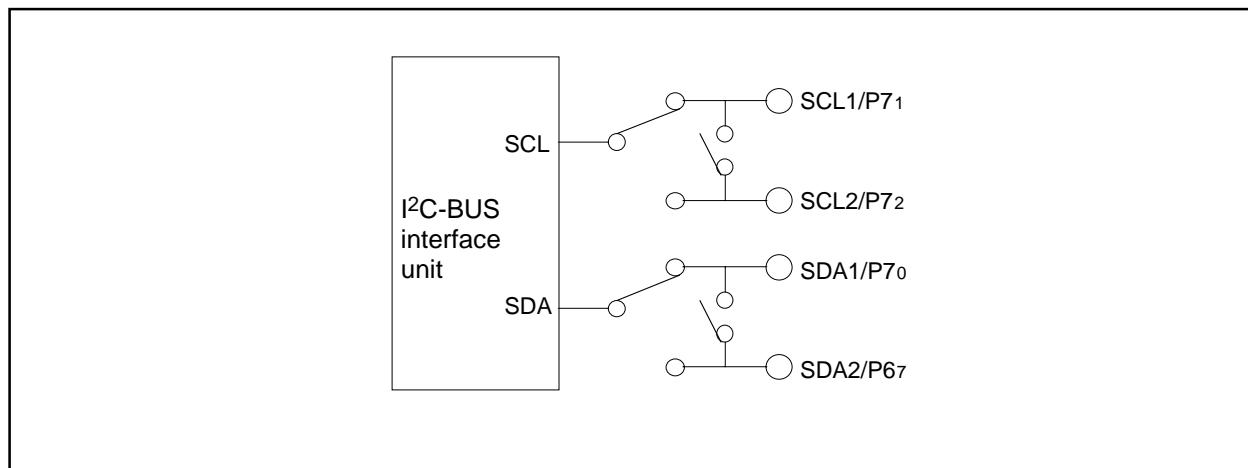 SCL1/P71
SCL
SCL2/P72
I2C-BUS
interface
unit
SDA1/P70
SDA
SDA2/P67